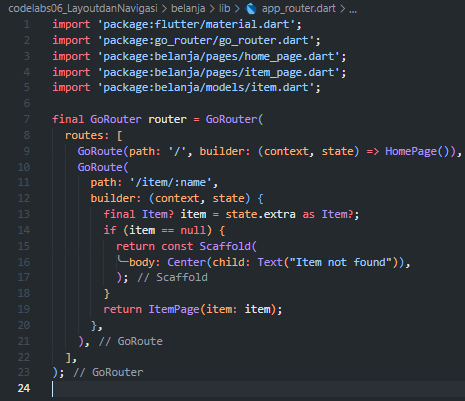 codelabs06_LayoutdanNavigasi > belanja > lib > app_router.dart > ...
1 import 'package:flutter/material.dart';
2 import 'package:go_router/go_router.dart';
3 import 'package:belanja/pages/home_page.dart';
4 import 'package:belanja/pages/item_page.dart';
5 import 'package:belanja/models/item.dart';
6
7 final GoRouter router = GoRouter(
8   routes: [
9     GoRoute(path: '/', builder: (context, state) => HomePage()),
10     GoRoute(
11       path: '/item/:name',
12       builder: (context, state) {
13         final Item? item = state.extra as Item?;
14         if (item == null) {
15           return const Scaffold(
16             body: Center(child: Text("Item not found")),
17           ); // Scaffold
18         }
19         return ItemPage(item: item);
20       },
21     ), // GoRoute
22   ],
23 ); // GoRouter
24